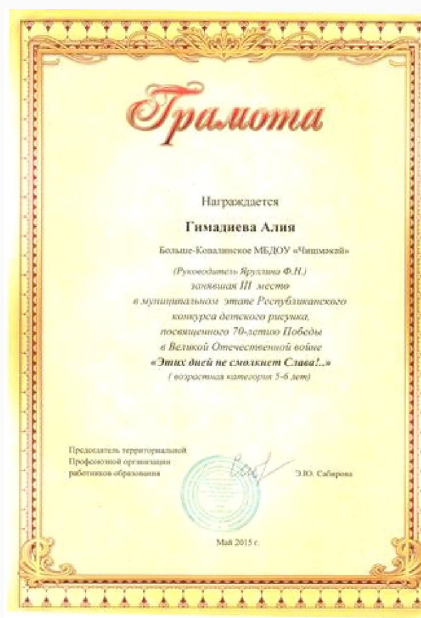 Грамота
Награждается
Гимадиева Алия
Больше-Ковалинское МБДОУ «Чишмәкәй»
(Руководитель Яруллина Ф.Н.)
занявшая III место
в муниципальном этапе Республиканского
конкурса детского рисунка,
посвященного 70-летию Победы
в Великой Отечественной войне
«Этих дней не смолкнет Слава!..»
( возрастная категория 5-6 лет)
Председатель территориальной
Профсоюзной организации
работников образования
Э.Ю. Сабирова
Май 2015 г.